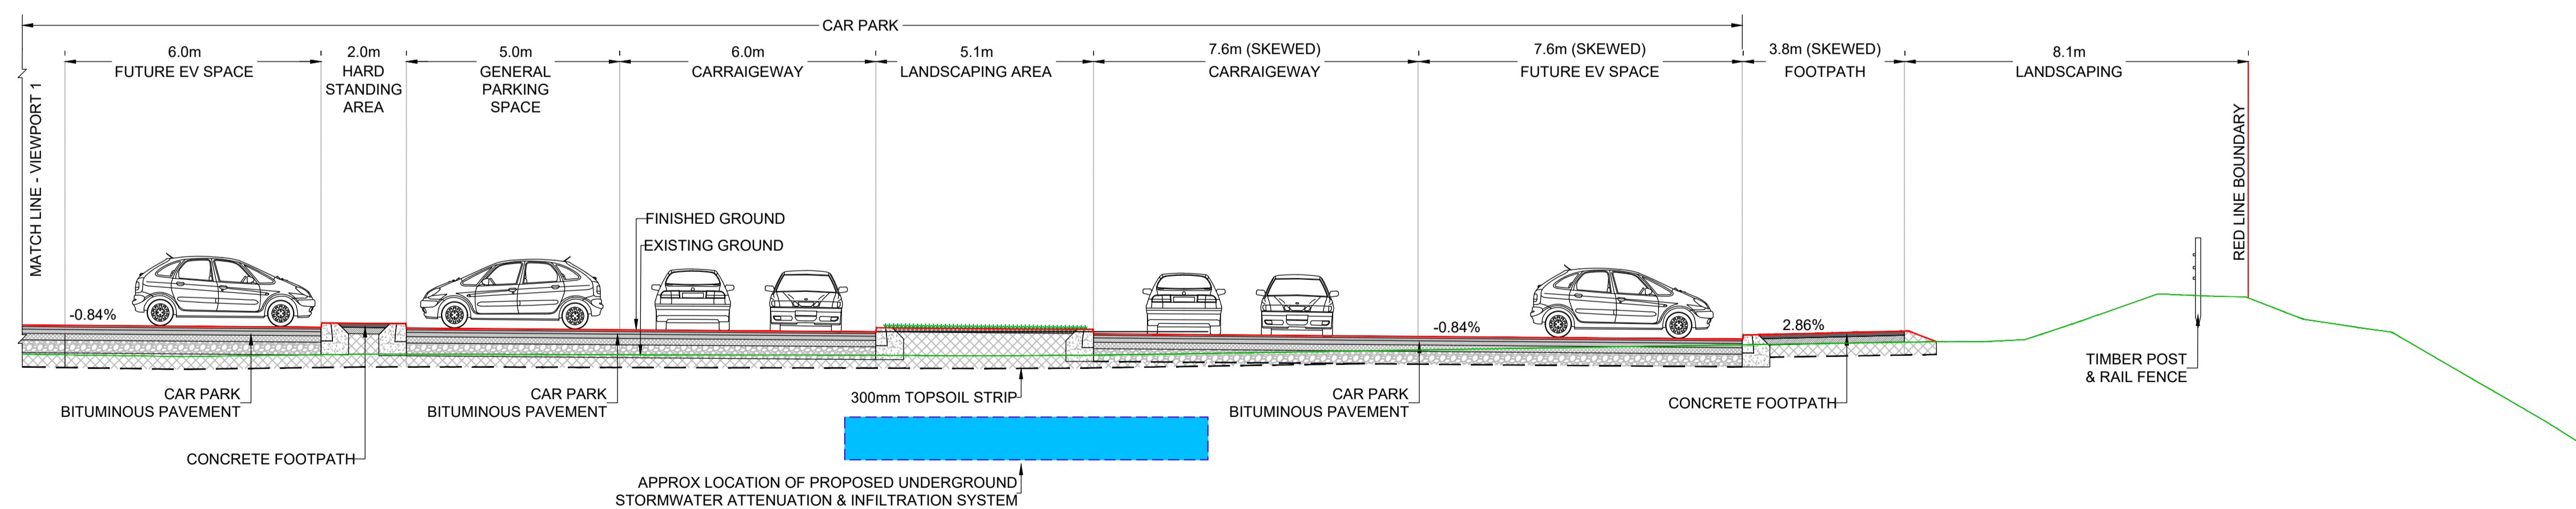 CAR PARK
6.0m
FUTURE EV SPACE
2.0m
HARD
STANDING
AREA
5.0m
GENERAL
PARKING
SPACE
6.0m
CARRAIGEWAY
5.1m
LANDSCAPING AREA
7.6m (SKEWED)
CARRAIGEWAY
7.6m (SKEWED)
FUTURE EV SPACE
3.8m (SKEWED)
FOOTPATH
8.1m
LANDSCAPING
MATCH LINE - VIEWPORT 1
RED LINE BOUNDARY
FINISHED GROUND
EXISTING GROUND
-0.84%
-0.84%
2.86%
CAR PARK
BITUMINOUS PAVEMENT
CAR PARK
BITUMINOUS PAVEMENT
300mm TOPSOIL STRIP
CAR PARK
BITUMINOUS PAVEMENT
CONCRETE FOOTPATH
TIMBER POST
& RAIL FENCE
CONCRETE FOOTPATH
APPROX LOCATION OF PROPOSED UNDERGROUND
STORMWATER ATTENUATION & INFILTRATION SYSTEM